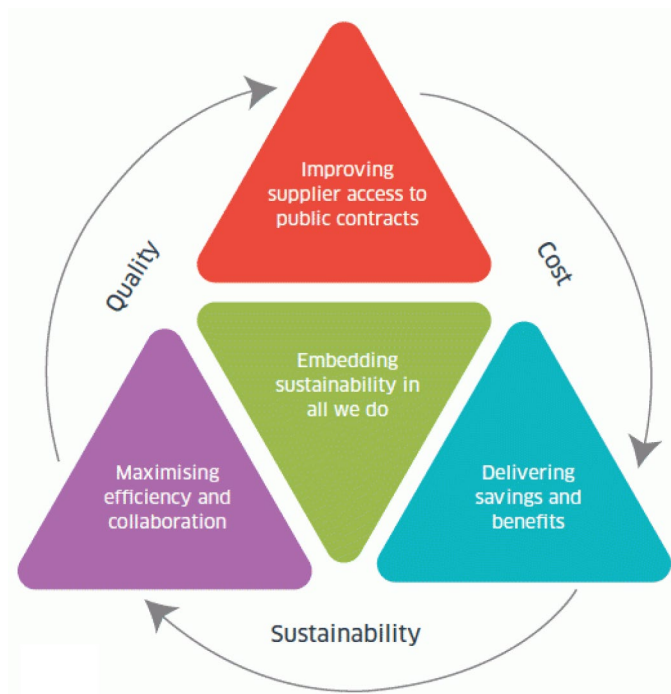 Improving
supplier access to
public contracts
Quality
Cost
Embedding
sustainability in
all we do
Maximising
efficiency and
collaboration
Delivering
savings and
benefits
Sustainability